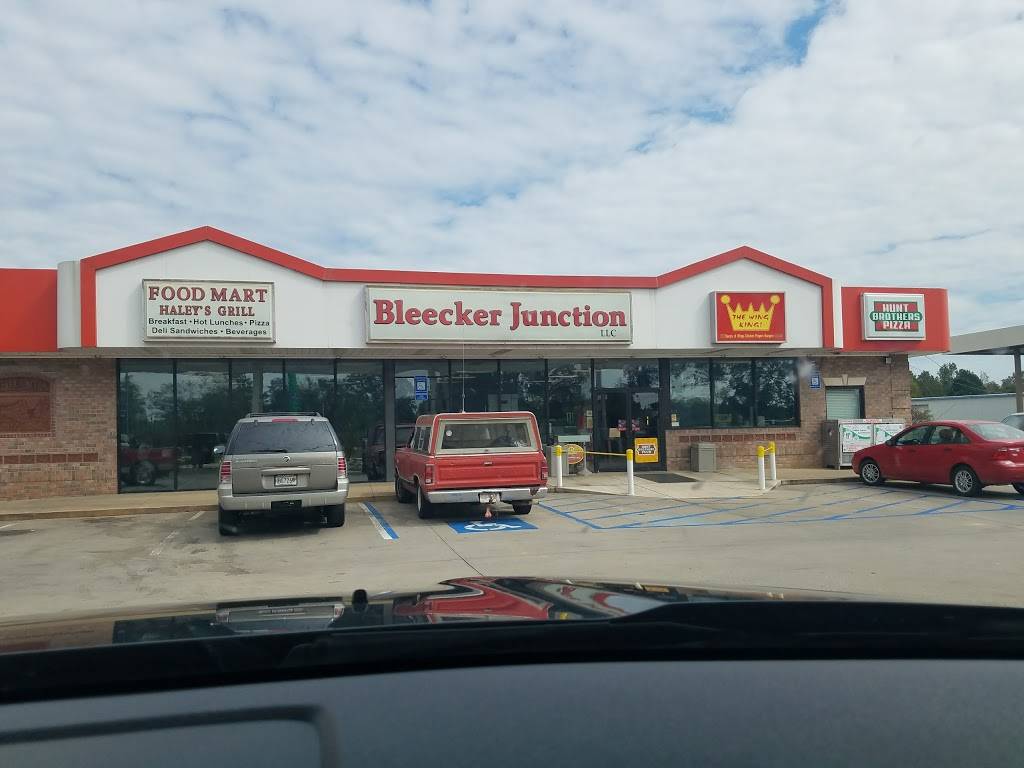 FOOD MART
HALEY'S GRILL
Breakfast • Hot Lunches • Pizza
Deli Sandwiches • Beverages
Bleecker Junction
LLC
THE WING
KING!
HUNT
BROTHERS
PIZZA